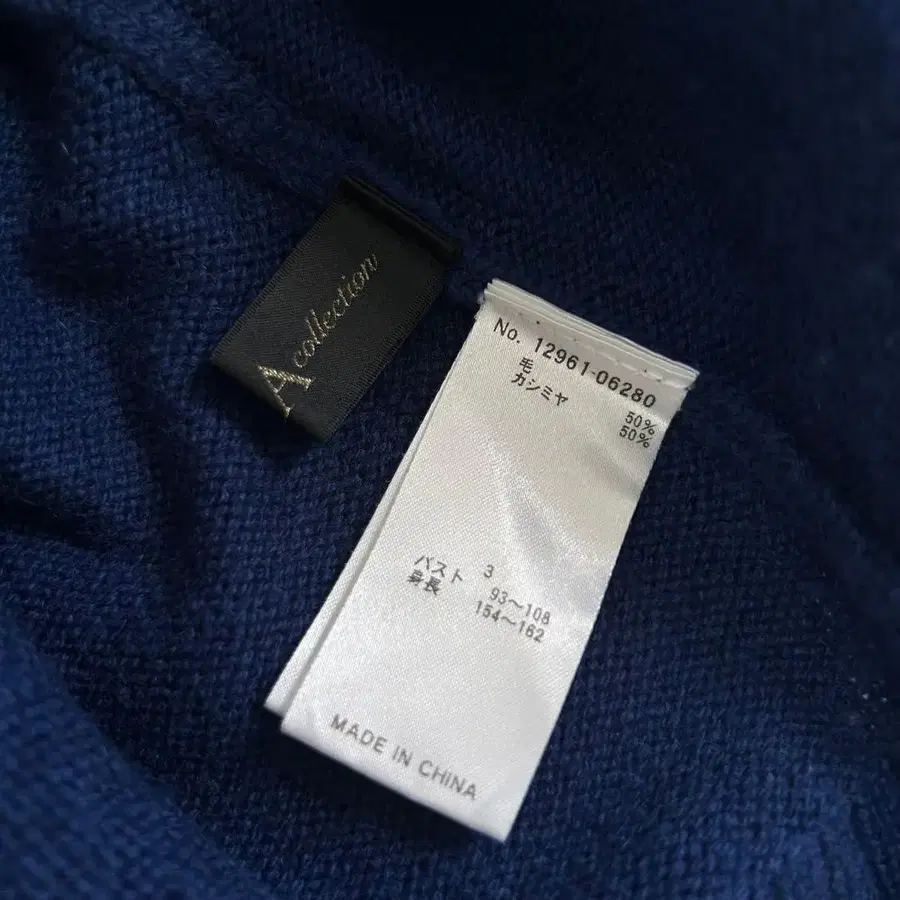 A collection
No. 12961-06280
毛 50%
カシミヤ 50%
3
バスト 93～108
身長 154～162
MADE IN CHINA